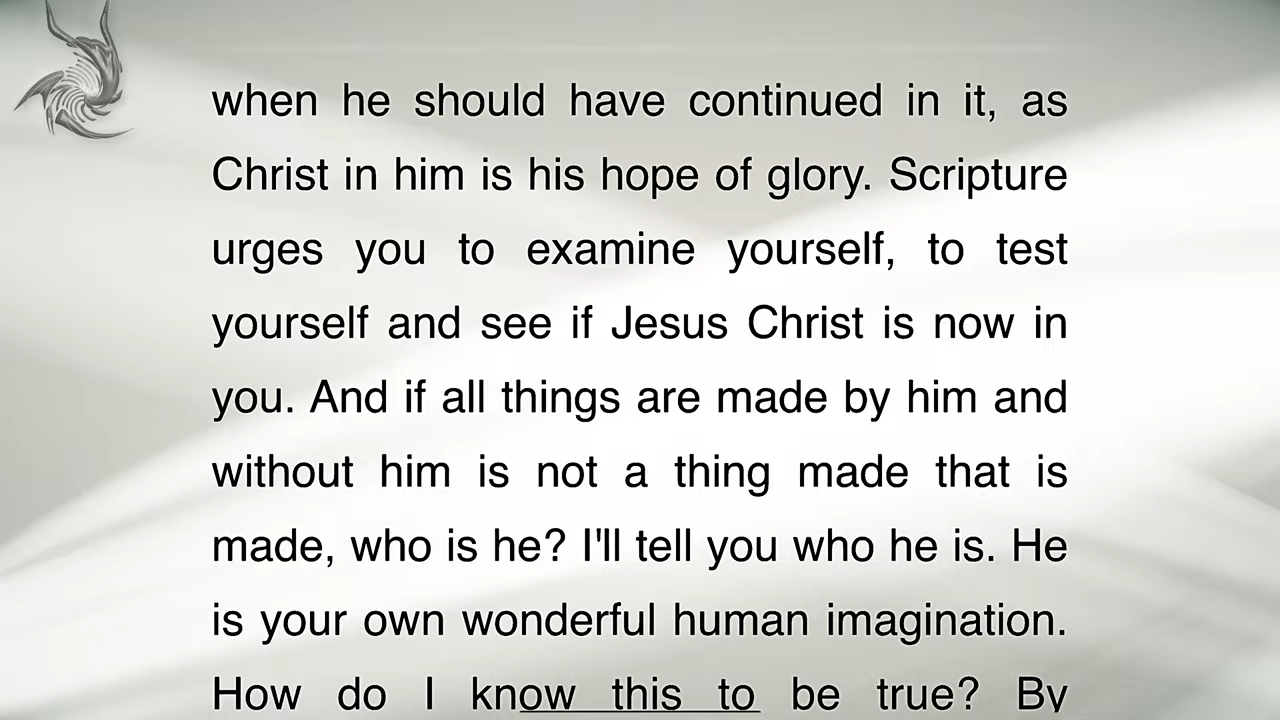 when he should have continued in it, as
Christ in him is his hope of glory. Scripture
urges you to examine yourself, to test
yourself and see if Jesus Christ is now in
you. And if all things are made by him and
without him is not a thing made that is
made, who is he? I'll tell you who he is. He
is your own wonderful human imagination.
How do I know this to be true? By